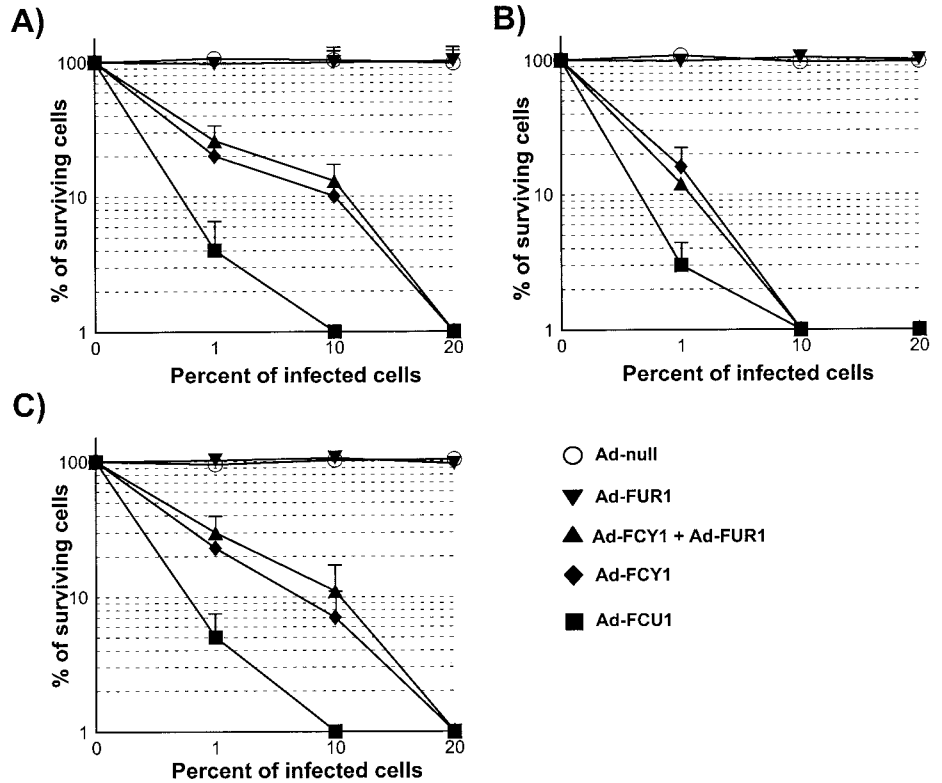 A)
% of surviving cells
100
10
1
0 1 10 20
Percent of infected cells
B)
% of surviving cells
100
10
1
0 1 10 20
Percent of infected cells
C)
% of surviving cells
100
10
1
0 1 10 20
Percent of infected cells
Ad-null
Ad-FUR1
Ad-FCY1 + Ad-FUR1
Ad-FCY1
Ad-FCU1